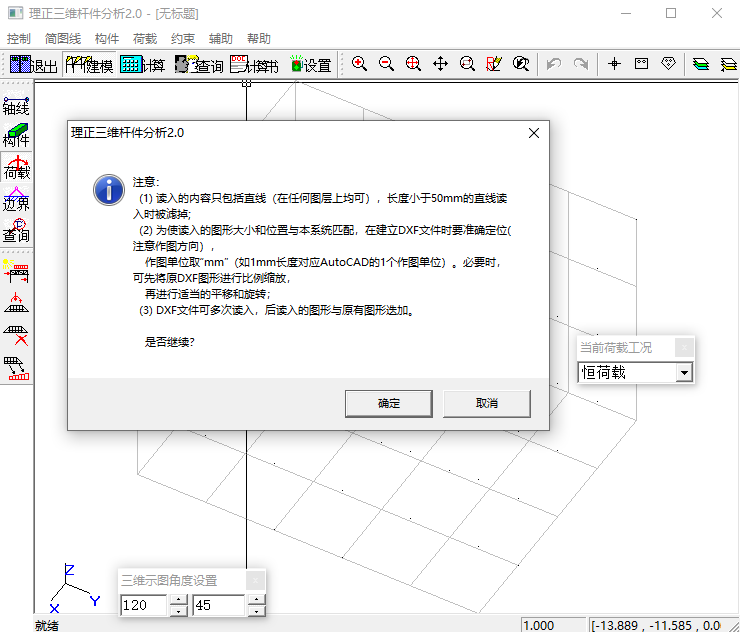 理正三维杆件分析2.0 - [无标题]
控制 简图线 构件 荷载 约束 辅助 帮助
退出 建模 计算 查询 计算书 设置
轴线
构件
荷载
边界
查询
理正三维杆件分析2.0
注意：
(1) 读入的内容只包括直线（在任何图层上均可），长度小于50mm的直线读
入时被滤掉;
(2) 为使读入的图形大小和位置与本系统匹配，在建立DXF文件时要准确定位(
注意作图方向），
作图单位取"mm"（如1mm长度对应AutoCAD的1个作图单位）。必要时，
可先将原DXF图形进行比例缩放，
再进行适当的平移和旋转；
(3) DXF文件可多次读入，后读入的图形与原有图形迭加。
是否继续？
确定 取消
当前荷载工况
恒荷载
Z
Y
X
三维示图角度设置
120 45
就绪 1.000 [-13.889 , -11.585 , 0.0